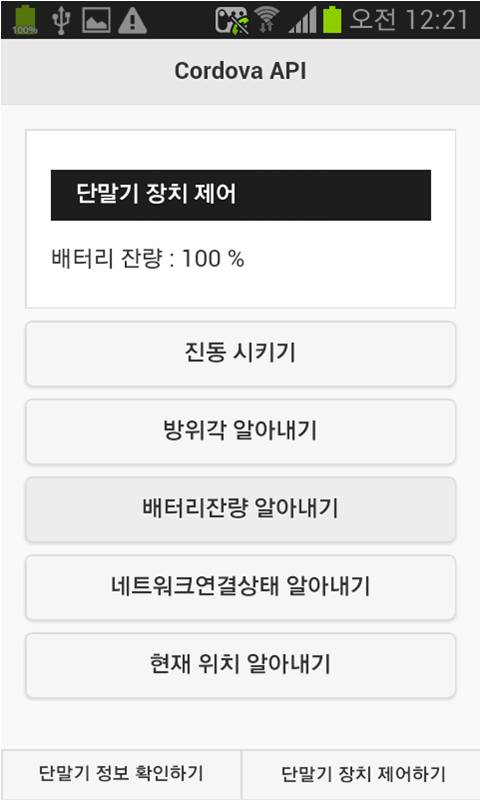 100%
오전 12:21
Cordova API
단말기 장치 제어
배터리 잔량 : 100 %
진동 시키기
방위각 알아내기
배터리잔량 알아내기
네트워크연결상태 알아내기
현재 위치 알아내기
단말기 정보 확인하기
단말기 장치 제어하기